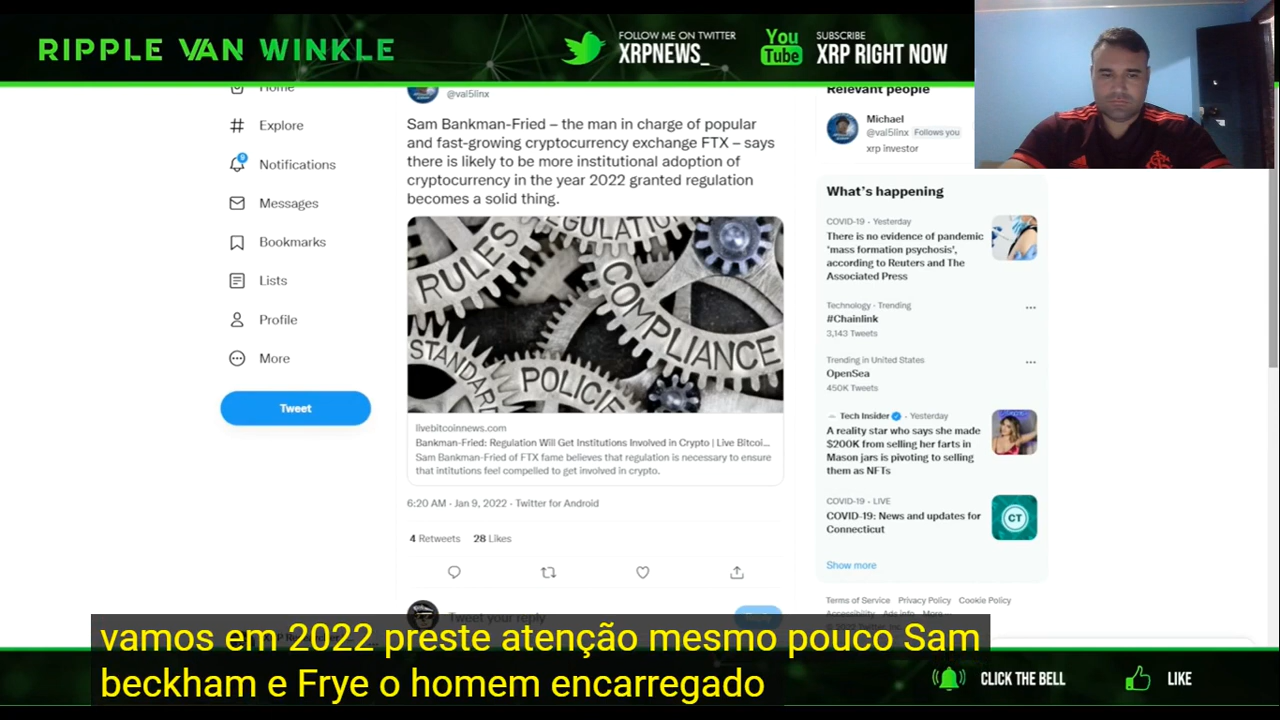 RIPPLE VAN WINKLE
FOLLOW ME ON TWITTER
XRPNEWS_
You
Tube
SUBSCRIBE
XRP RIGHT NOW
Home
Explore
Notifications
Messages
Bookmarks
Lists
Profile
More
Tweet
@val5linx
Sam Bankman-Fried – the man in charge of popular
and fast-growing cryptocurrency exchange FTX – says
there is likely to be more institutional adoption of
cryptocurrency in the year 2022 granted regulation
becomes a solid thing.
REGULATION
RULES
COMPLIANCE
STANDARD
POLICIE
livebitcoinnews.com
Bankman-Fried: Regulation Will Get Institutions Involved in Crypto | Live Bitcoi...
Sam Bankman-Fried of FTX fame believes that regulation is necessary to ensure
that intitutions feel compelled to get involved in crypto.
6:20 AM · Jan 9, 2022 · Twitter for Android
4 Retweets 28 Likes
Tweet your reply
Relevant people
Michael
@val5linx Follows you
xrp investor
What's happening
COVID-19 · Yesterday
There is no evidence of pandemic
'mass formation psychosis',
according to Reuters and The
Associated Press
Technology · Trending
#Chainlink
3,143 Tweets
Trending in United States
OpenSea
450K Tweets
Tech Insider · Yesterday
A reality star who says she made
$200K from selling her farts in
Mason jars is pivoting to selling
them as NFTs
COVID-19 · LIVE
COVID-19: News and updates for
Connecticut
CT
Show more
Terms of Service Privacy Policy Cookie Policy
Accessibility Ads info More
vamos em 2022 preste atenção mesmo pouco Sam
beckham e Frye o homem encarregado
CLICK THE BELL
LIKE